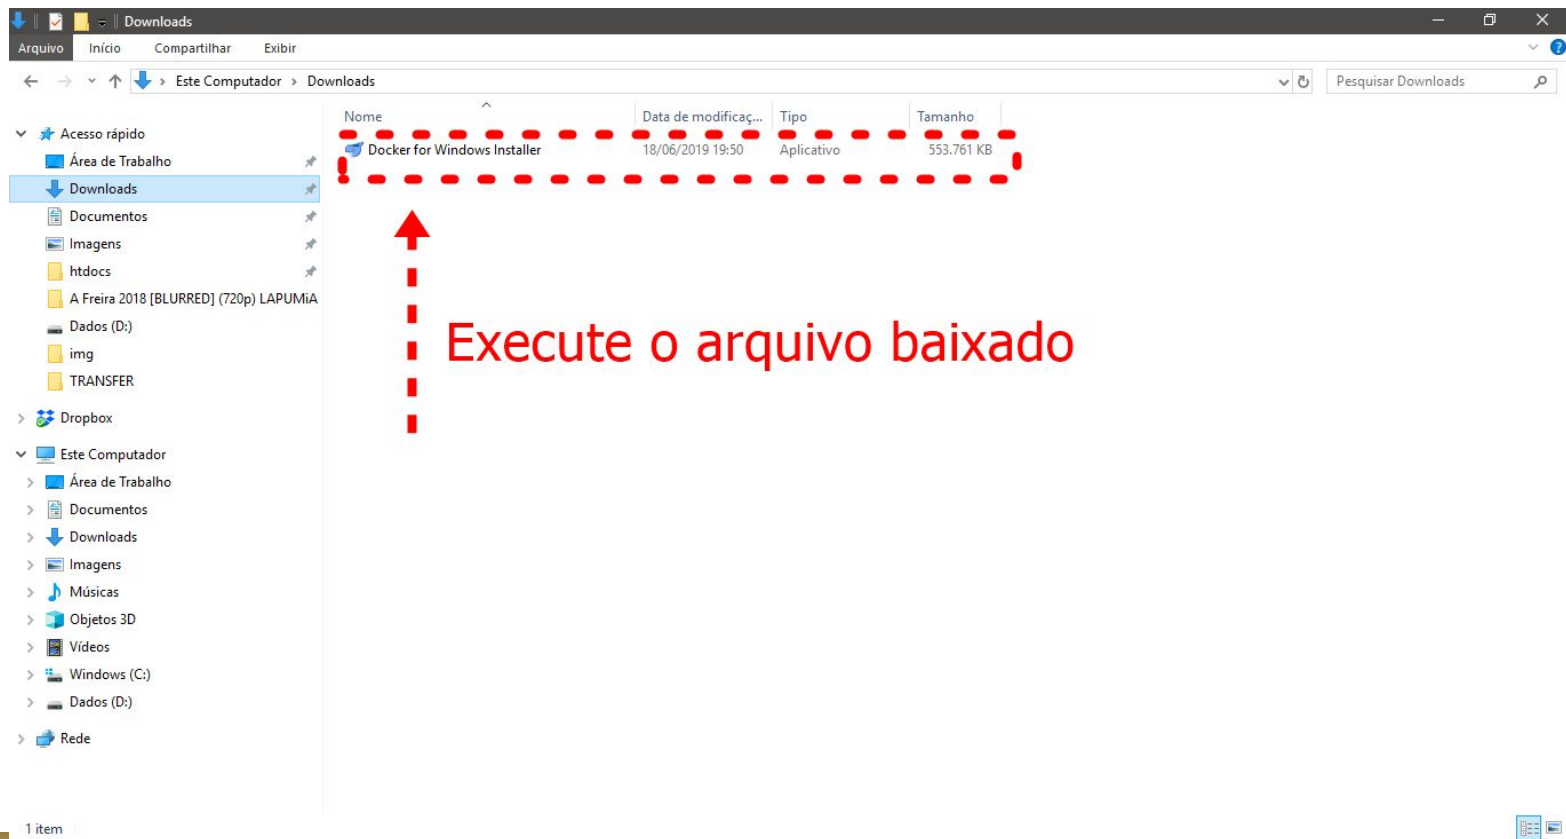 Downloads
Arquivo Início Compartilhar Exibir
Este Computador Downloads Pesquisar Downloads
Nome Data de modificaç... Tipo Tamanho
Docker for Windows Installer 18/06/2019 19:50 Aplicativo 553.761 KB
Acesso rápido
Área de Trabalho
Downloads
Documentos
Imagens
htdocs
A Freira 2018 [BLURRED] (720p) LAPUMiA
Dados (D:)
img
TRANSFER
Dropbox
Este Computador
Área de Trabalho
Documentos
Downloads
Imagens
Músicas
Objetos 3D
Vídeos
Windows (C:)
Dados (D:)
Rede
Execute o arquivo baixado
1 item